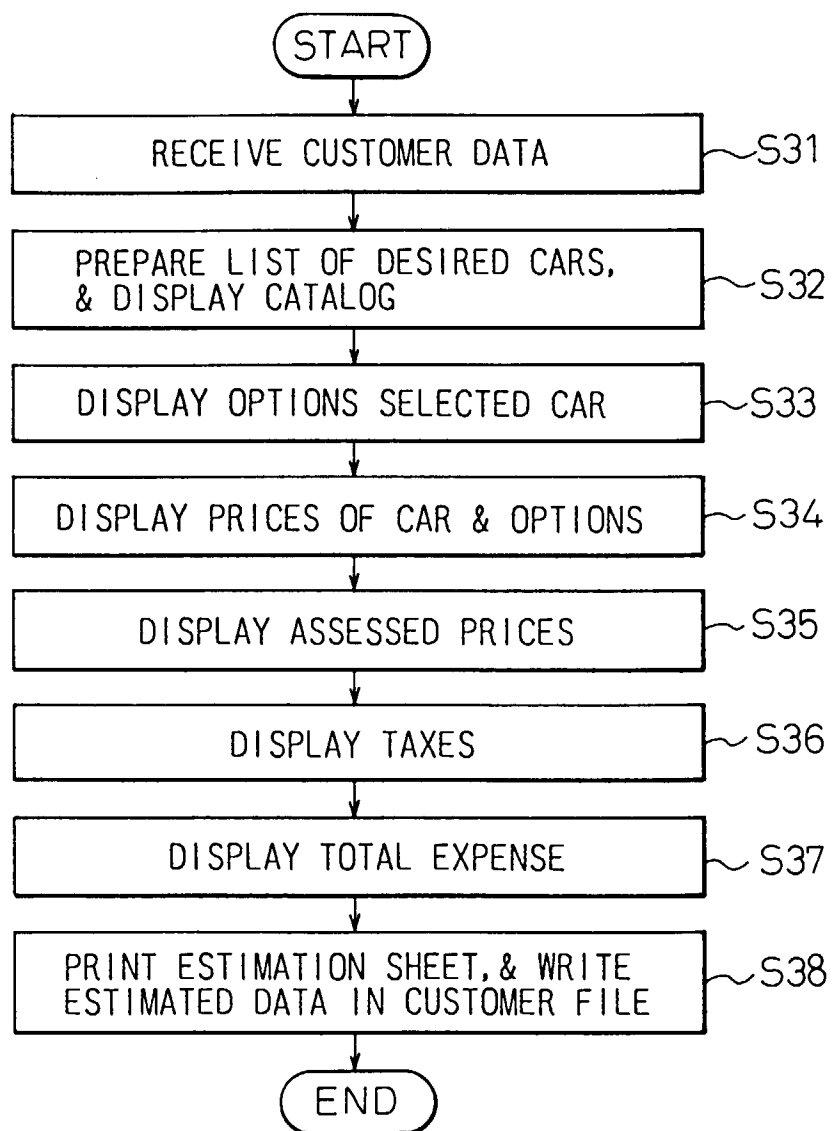 START
RECEIVE CUSTOMER DATA
S31
PREPARE LIST OF DESIRED CARS,
& DISPLAY CATALOG
S32
DISPLAY OPTIONS SELECTED CAR
S33
DISPLAY PRICES OF CAR & OPTIONS
S34
DISPLAY ASSESSED PRICES
S35
DISPLAY TAXES
S36
DISPLAY TOTAL EXPENSE
S37
PRINT ESTIMATION SHEET, & WRITE
ESTIMATED DATA IN CUSTOMER FILE
S38
END